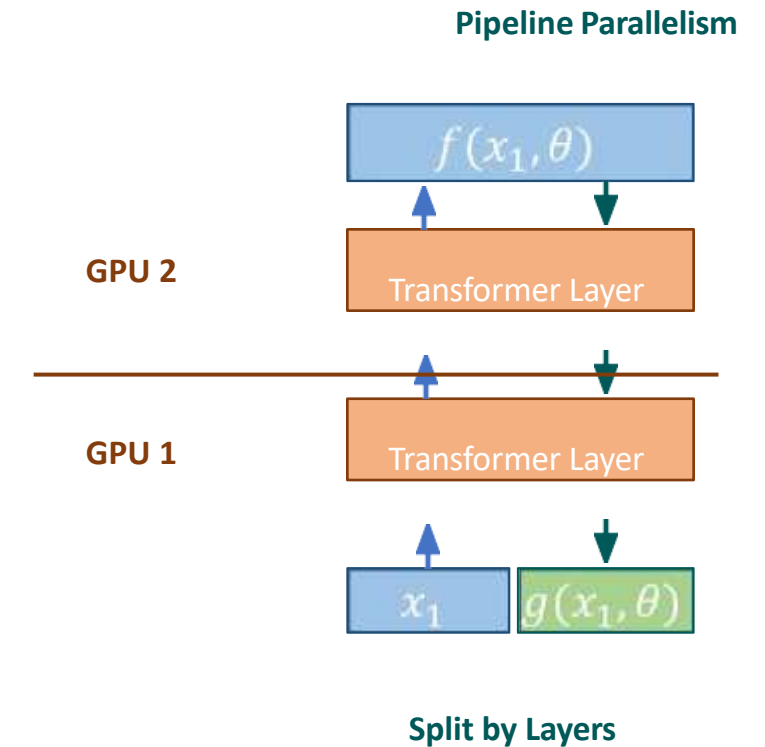 Pipeline Parallelism
f(x₁, θ)
GPU 2
Transformer Layer
GPU 1
Transformer Layer
x₁
g(x₁, θ)
Split by Layers